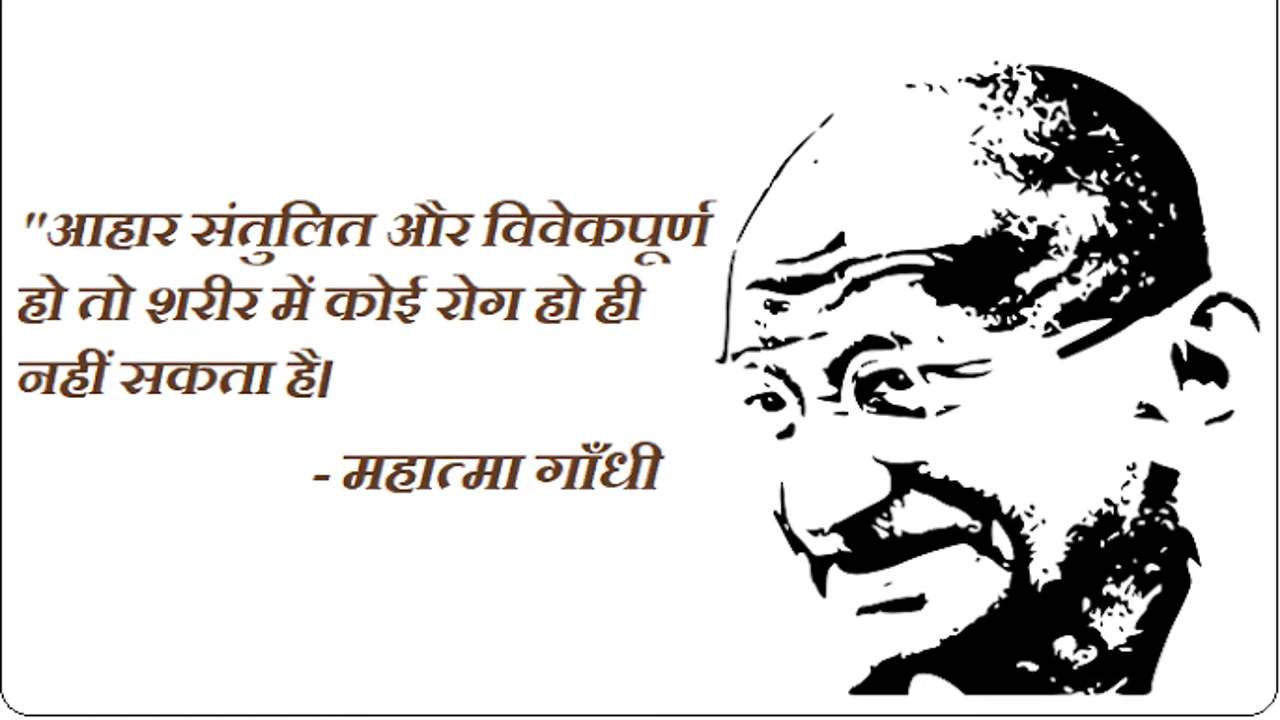 "आहार संतुलित और विवेकपूर्ण
हो तो शरीर में कोई रोग हो ही
नहीं सकता है।
- महात्मा गाँधी